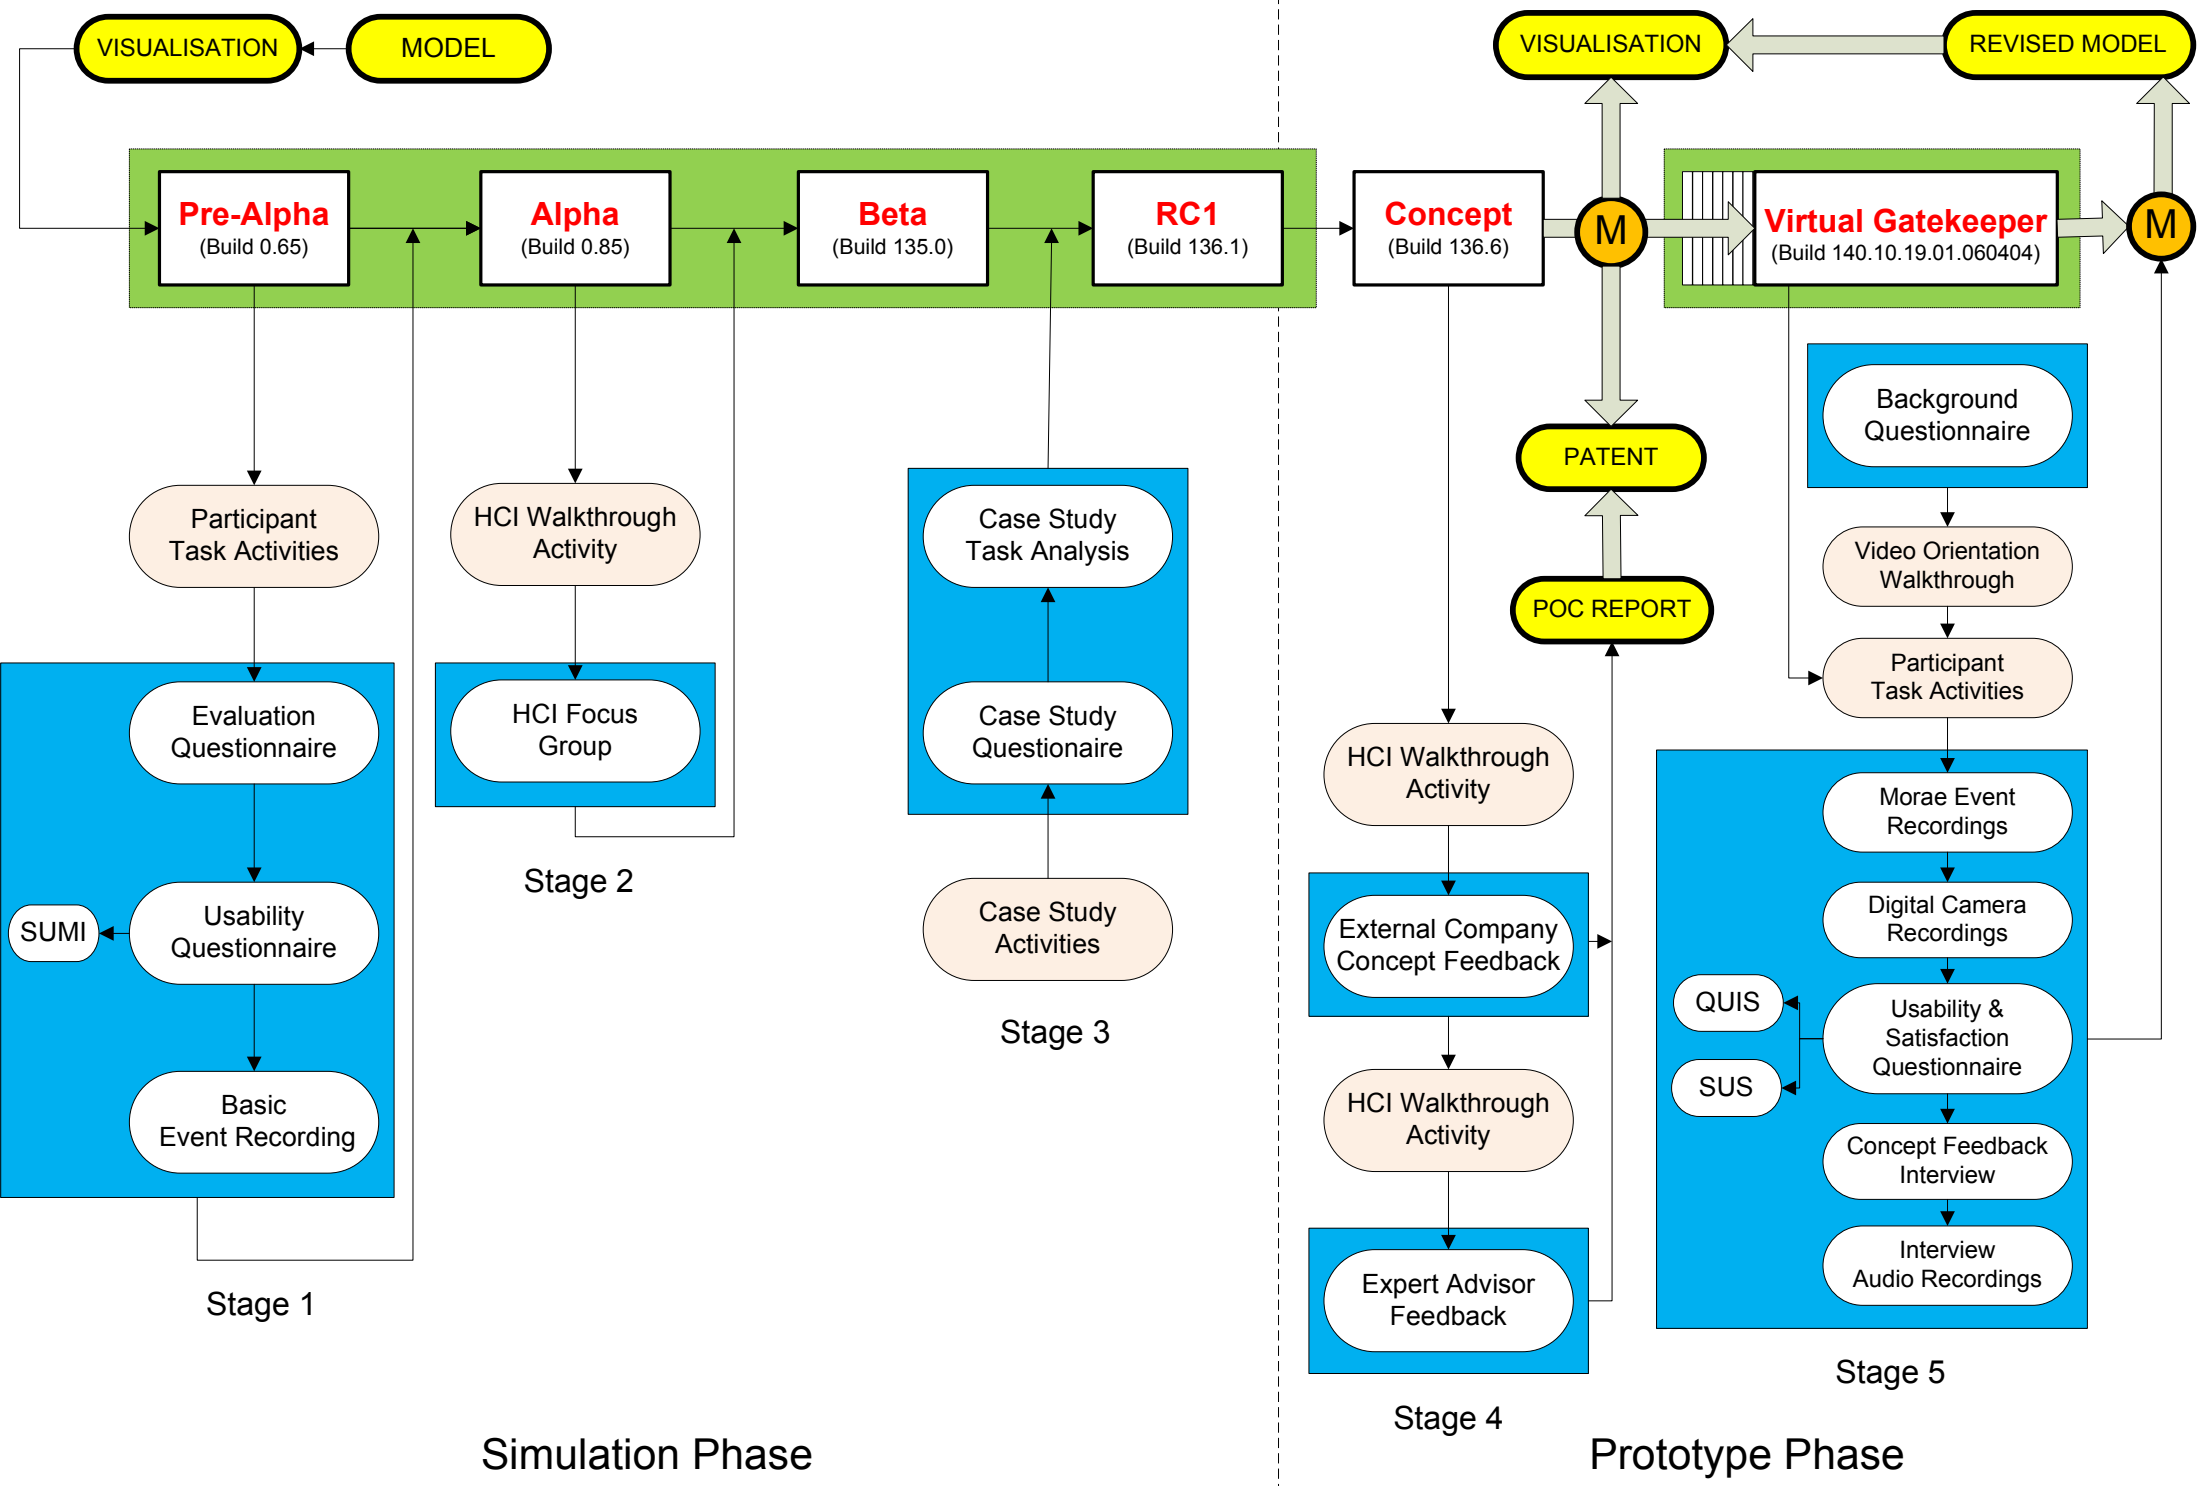 VISUALISATION
MODEL
VISUALISATION
REVISED MODEL
Pre-Alpha
(Build 0.65)
Alpha
(Build 0.85)
Beta
(Build 135.0)
RC1
(Build 136.1)
Concept
(Build 136.6)
M
Virtual Gatekeeper
(Build 140.10.19.01.060404)
M
Participant
Task Activities
Evaluation
Questionnaire
Usability
Questionnaire
SUMI
Basic
Event Recording
Stage 1
HCI Walkthrough
Activity
HCI Focus
Group
Stage 2
Case Study
Task Analysis
Case Study
Questionaire
Case Study
Activities
Stage 3
HCI Walkthrough
Activity
External Company
Concept Feedback
HCI Walkthrough
Activity
Expert Advisor
Feedback
Stage 4
PATENT
POC REPORT
Background
Questionnaire
Video Orientation
Walkthrough
Participant
Task Activities
Morae Event
Recordings
Digital Camera
Recordings
QUIS
SUS
Usability &
Satisfaction
Questionnaire
Concept Feedback
Interview
Interview
Audio Recordings
Stage 5
Simulation Phase
Prototype Phase